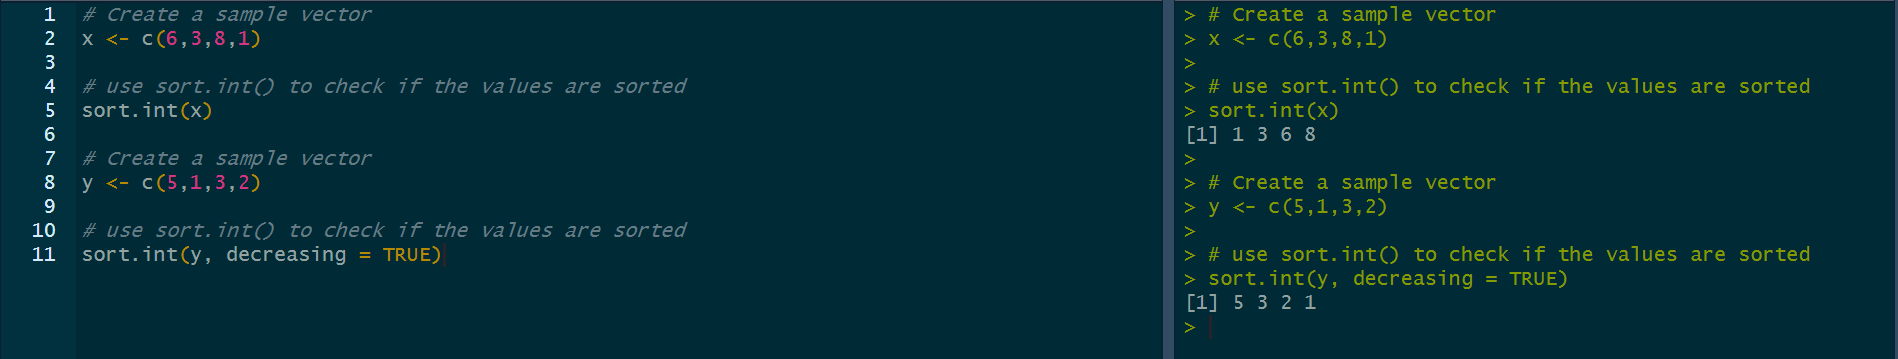 1 # Create a sample vector
2 x <- c(6,3,8,1)
3
4 # use sort.int() to check if the values are sorted
5 sort.int(x)
6
7 # Create a sample vector
8 y <- c(5,1,3,2)
9
10 # use sort.int() to check if the values are sorted
11 sort.int(y, decreasing = TRUE)
> # Create a sample vector
> x <- c(6,3,8,1)
>
> # use sort.int() to check if the values are sorted
> sort.int(x)
[1] 1 3 6 8
>
> # Create a sample vector
> y <- c(5,1,3,2)
>
> # use sort.int() to check if the values are sorted
> sort.int(y, decreasing = TRUE)
[1] 5 3 2 1
>